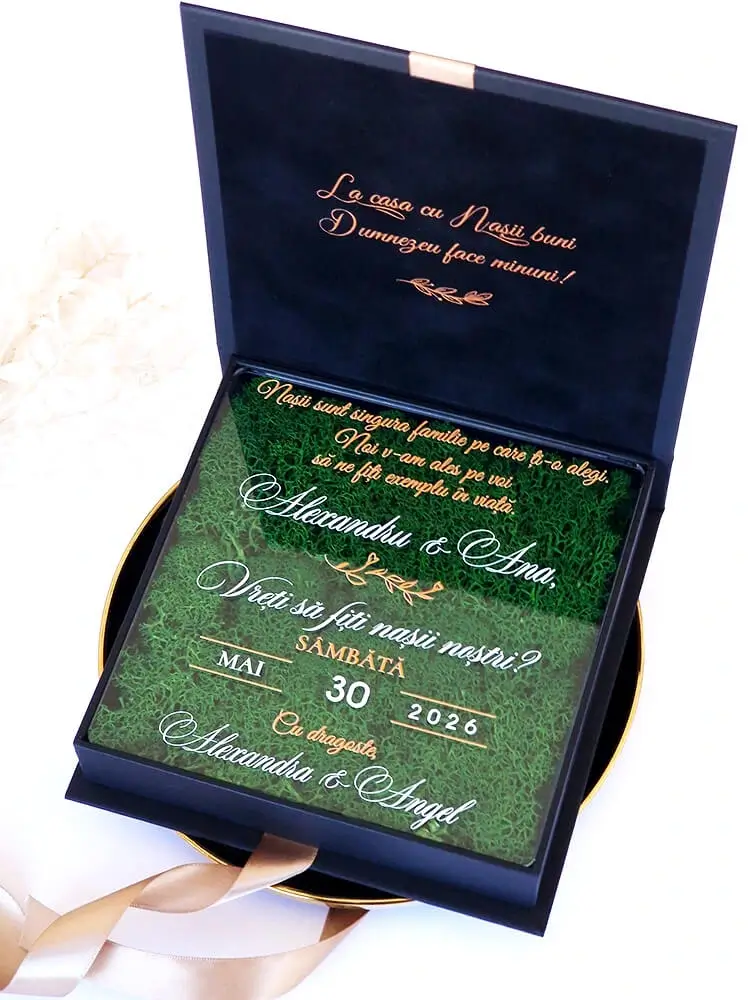 La casa cu Nașii buni
Dumnezeu face minuni!
Nașii sunt singura familie pe care ți-o alegi.
Noi v-am ales pe voi
să ne fiți exemplu în viață
Alexandru & Ana,
Vreți să fiți nașii noștri?
SÂMBĂTĂ
MAI 30 2026
Cu dragoste,
Alexandra & Angel